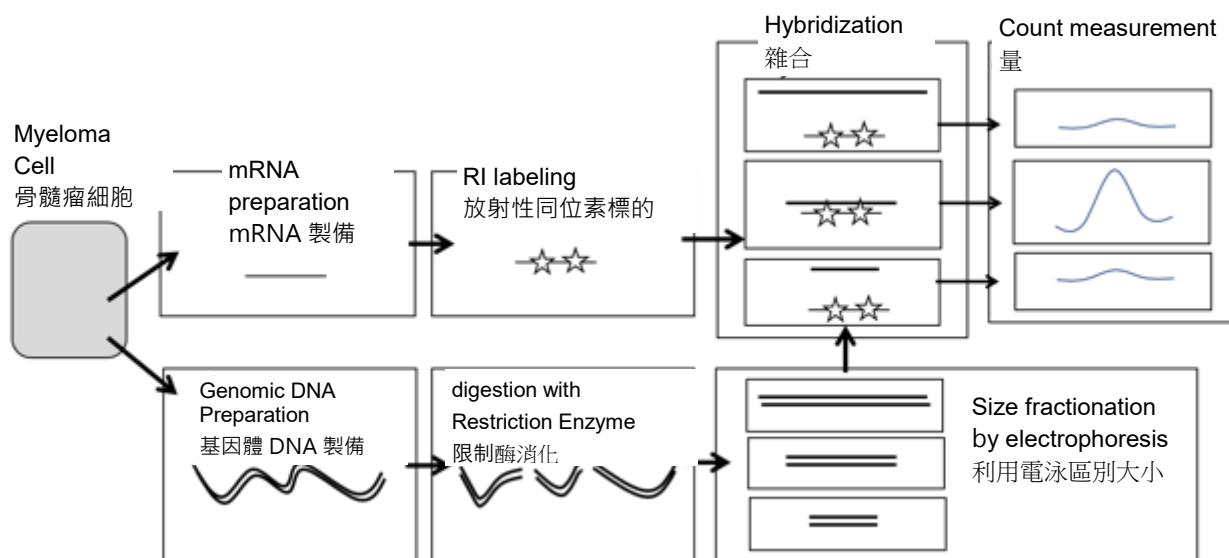 Myeloma
Cell
骨髓瘤細胞
mRNA
preparation
mRNA 製備
RI labeling
放射性同位素標的
Hybridization
雜合
Count measurement
量
Genomic DNA
Preparation
基因體 DNA 製備
digestion with
Restriction Enzyme
限制酶消化
Size fractionation
by electrophoresis
利用電泳區別大小